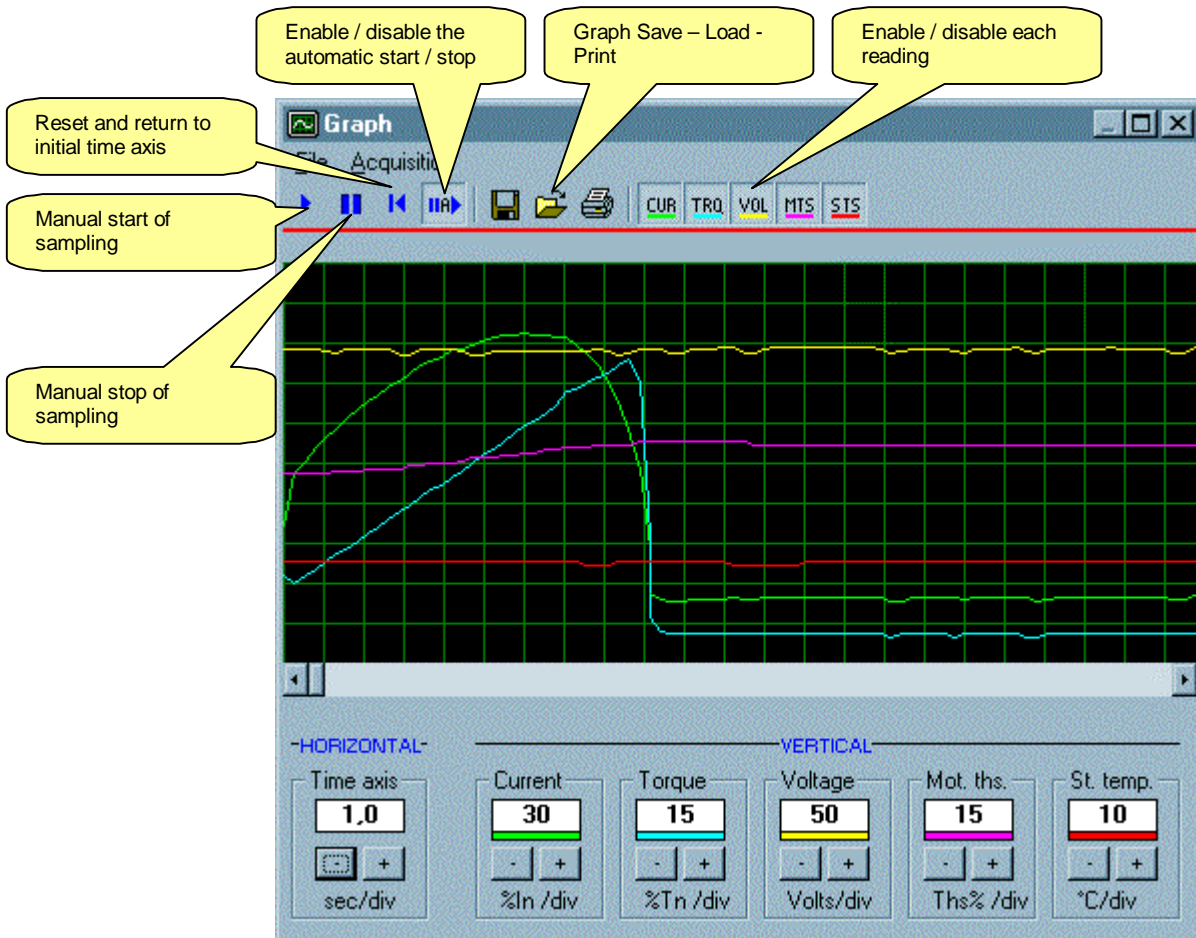 Enable / disable the
automatic start / stop
Graph Save – Load -
Print
Enable / disable each
reading
Reset and return to
initial time axis
Manual start of
sampling
Manual stop of
sampling
Graph
File Acquisition
IIA
CUR TRQ VOL MTS STS
HORIZONTAL
VERTICAL
Time axis
1,0
- +
sec/div
Current
30
- +
%In /div
Torque
15
- +
%Tn /div
Voltage
50
- +
Volts/div
Mot. ths.
15
- +
Ths% /div
St. temp.
10
- +
°C/div